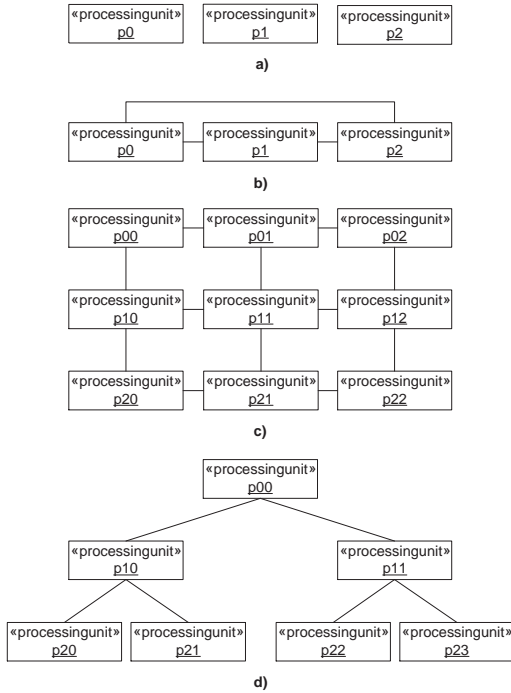 «processingunit» «processingunit» «processingunit»
p0 p1 p2
a)
«processingunit» «processingunit» «processingunit»
p0 p1 p2
b)
«processingunit» «processingunit» «processingunit»
p00 p01 p02
«processingunit» «processingunit» «processingunit»
p10 p11 p12
«processingunit» «processingunit» «processingunit»
p20 p21 p22
c)
«processingunit»
p00
«processingunit» «processingunit»
p10 p11
«processingunit» «processingunit» «processingunit» «processingunit»
p20 p21 p22 p23
d)